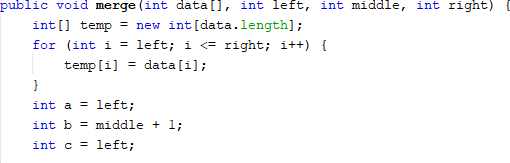 public void merge(int data[], int left, int middle, int right) {
int[] temp = new int[data.length];
for (int i = left; i <= right; i++) {
temp[i] = data[i];
}
int a = left;
int b = middle + 1;
int c = left;